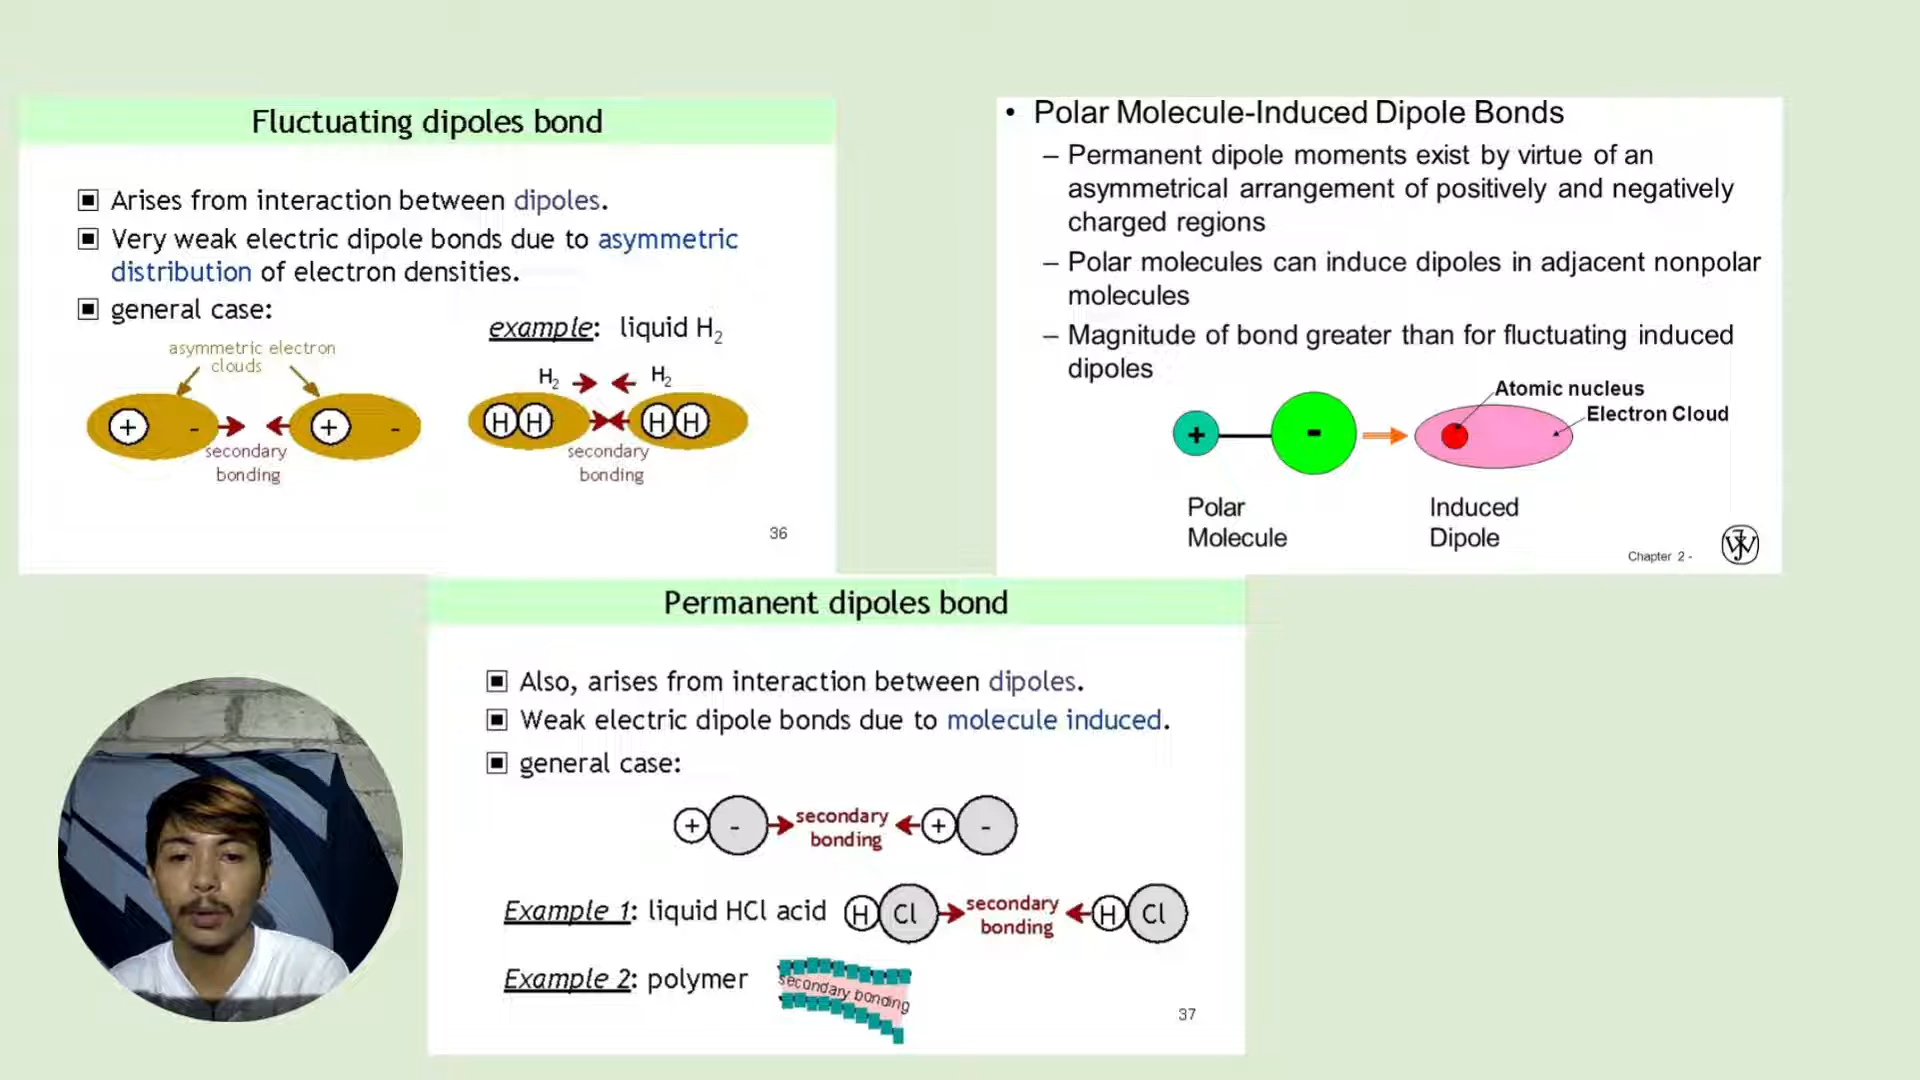 Fluctuating dipoles bond
Arises from interaction between dipoles.
Very weak electric dipole bonds due to asymmetric
distribution of electron densities.
general case:
example: liquid H₂
asymmetric electron
clouds
H₂ H₂
+ - + -
H H H H
secondary
bonding
secondary
bonding
36
• Polar Molecule-Induced Dipole Bonds
– Permanent dipole moments exist by virtue of an
asymmetrical arrangement of positively and negatively
charged regions
– Polar molecules can induce dipoles in adjacent nonpolar
molecules
– Magnitude of bond greater than for fluctuating induced
dipoles
Atomic nucleus
Electron Cloud
+ -
Polar
Molecule
Induced
Dipole
Chapter 2 -
Permanent dipoles bond
Also, arises from interaction between dipoles.
Weak electric dipole bonds due to molecule induced.
general case:
+ - secondary + -
bonding
Example 1: liquid HCl acid H Cl secondary H Cl
bonding
Example 2: polymer secondary bonding
37